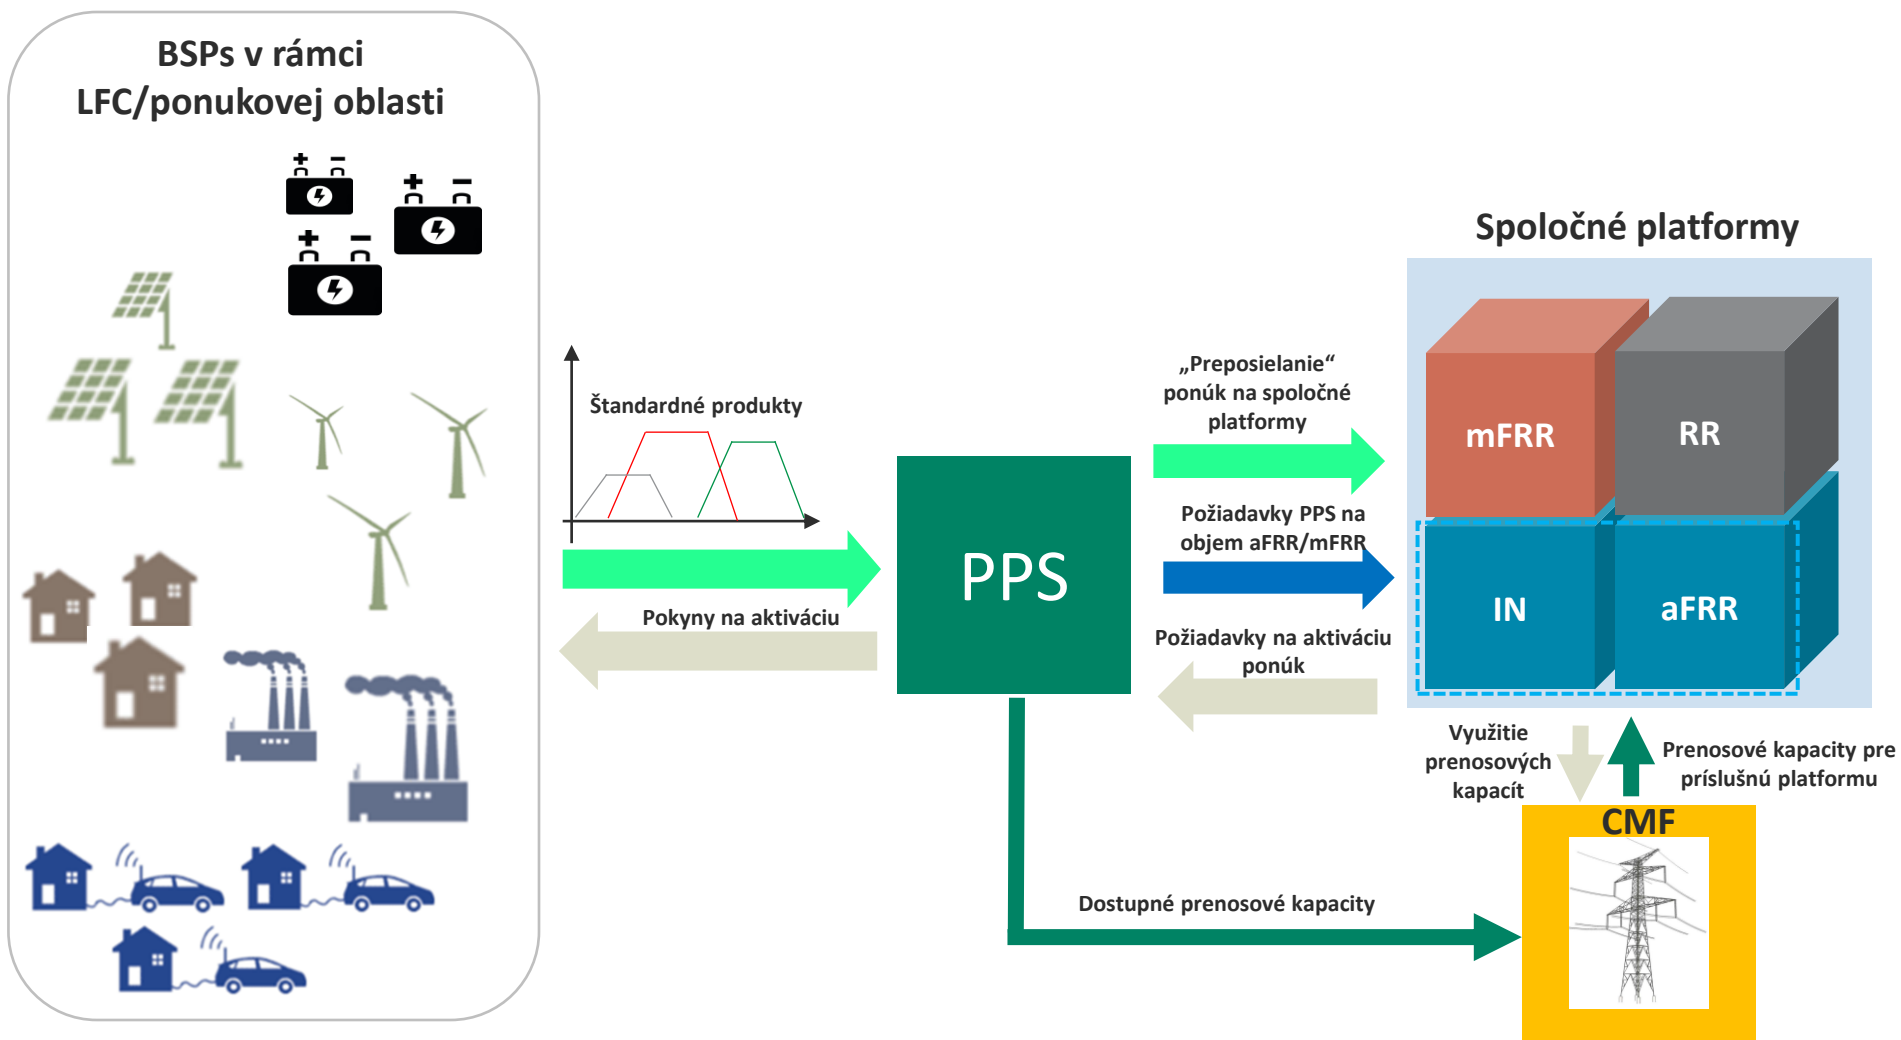 BSPs v rámci
LFC/ponukovej oblasti
Štandardné produkty
Pokyny na aktiváciu
PPS
„Preposielanie“
ponúk na spoločné
platformy
Požiadavky PPS na
objem aFRR/mFRR
Požiadavky na aktiváciu
ponúk
Spoločné platformy
mFRR
RR
IN
aFRR
Využitie
prenosových
kapacít
Prenosové kapacity pre
príslušnú platformu
CMF
Dostupné prenosové kapacity